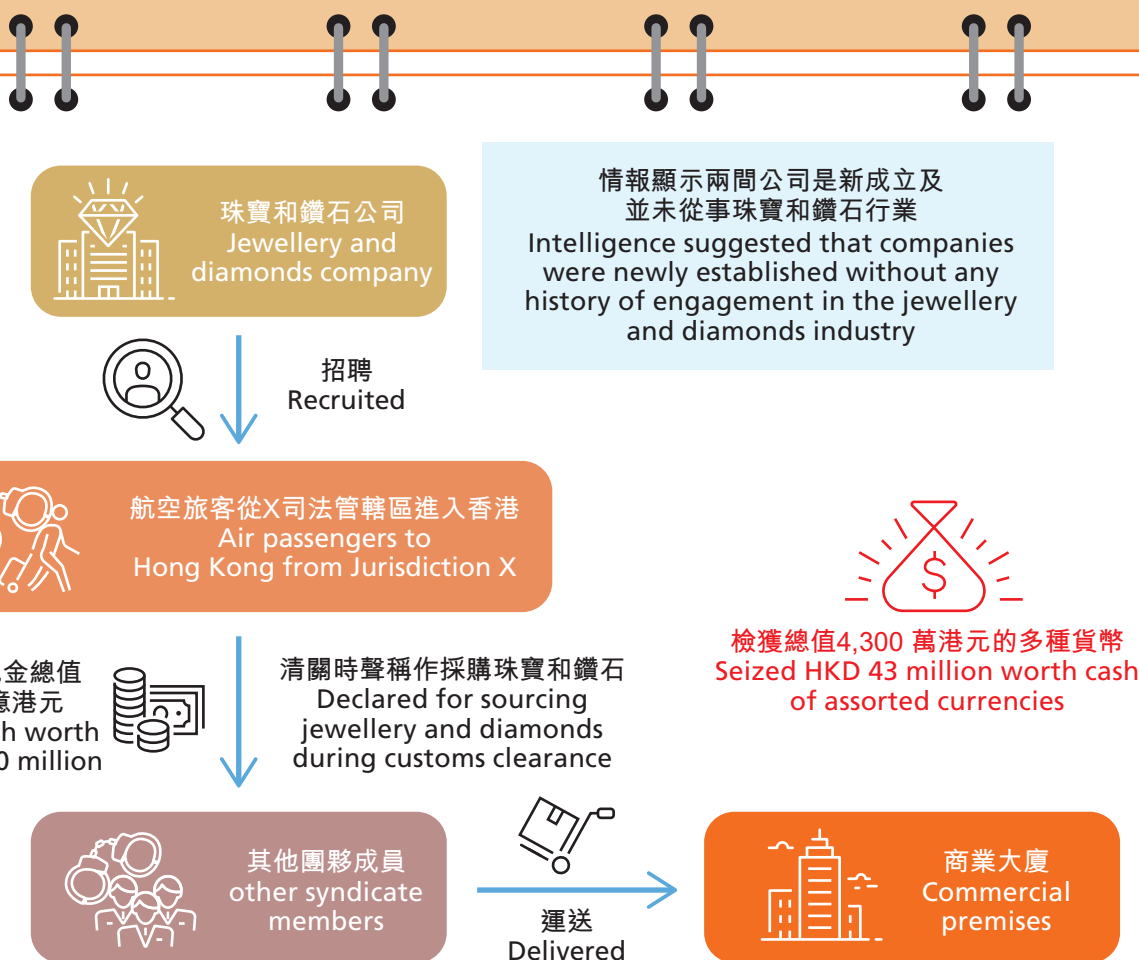 珠寶和鑽石公司
Jewellery and
diamonds company
情報顯示兩間公司是新成立及
並未從事珠寶和鑽石行業
Intelligence suggested that companies
were newly established without any
history of engagement in the jewellery
and diamonds industry
招聘
Recruited
航空旅客從X司法管轄區進入香港
Air passengers to
Hong Kong from Jurisdiction X
檢獲總值4,300 萬港元的多種貨幣
Seized HKD 43 million worth cash
of assorted currencies
金總值
港元
worth
million
清關時聲稱作採購珠寶和鑽石
Declared for sourcing
jewellery and diamonds
during customs clearance
其他團夥成員
other syndicate
members
運送
Delivered
商業大廈
Commercial
premises